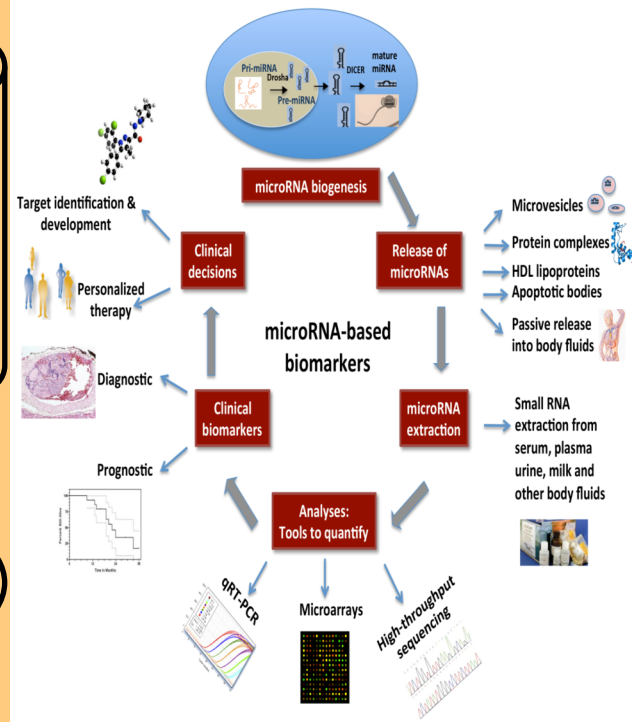 Pri-miRNA
Drosha
Pre-miRNA
DICER
mature
miRNA
microRNA biogenesis
Target identification &
development
Clinical
decisions
Release of
microRNAs
Microvesicles
Protein complexes
HDL lipoproteins
Apoptotic bodies
Passive release
into body fluids
Personalized
therapy
microRNA-based
biomarkers
Diagnostic
Clinical
biomarkers
microRNA
extraction
Small RNA
extraction from
serum, plasma
urine, milk and
other body fluids
Prognostic
Analyses:
Tools to quantify
Time in Months
qRT-PCR
Microarrays
High-throughput
sequencing